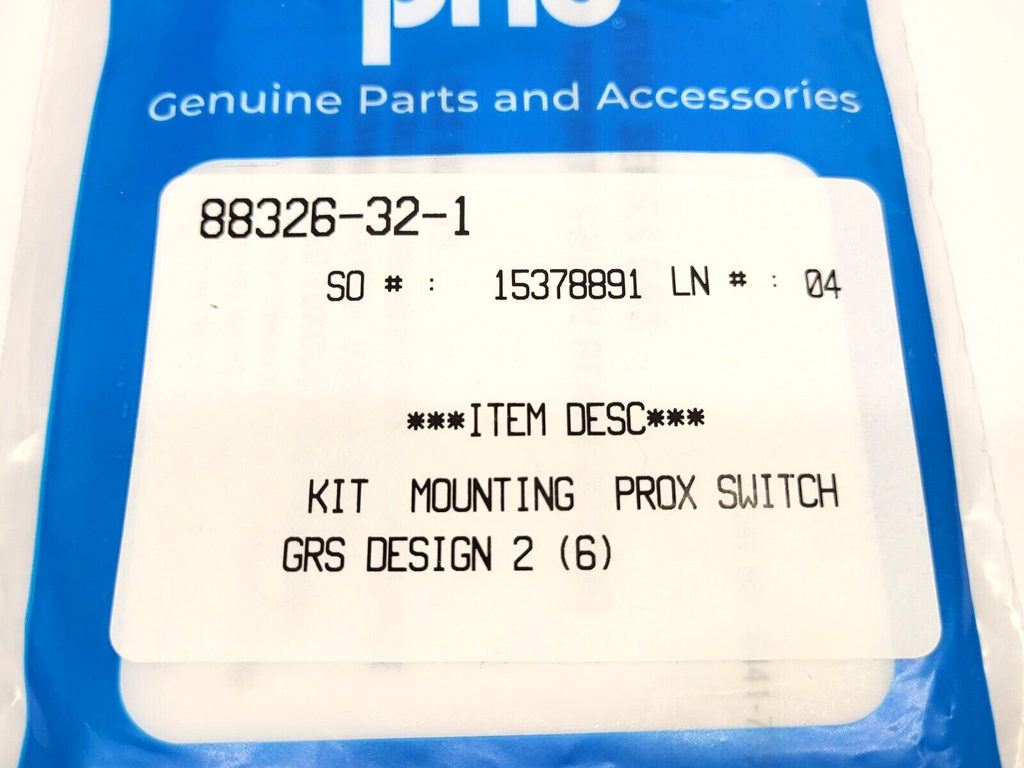 phd
Genuine Parts and Accessories
88326-32-1
SO # : 15378891 LN # : 04
***ITEM DESC***
KIT MOUNTING PROX SWITCH
GRS DESIGN 2 (6)